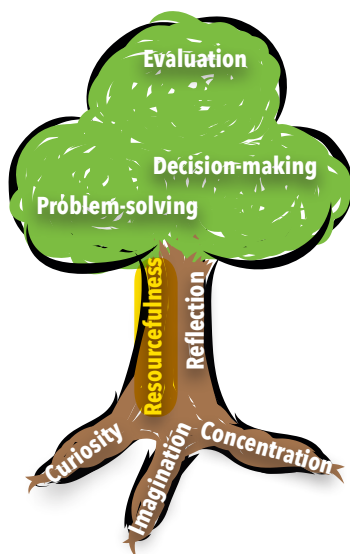 Evaluation
Decision-making
Problem-solving
Resourcefulness
Reflection
Curiosity
Imagination
Concentration